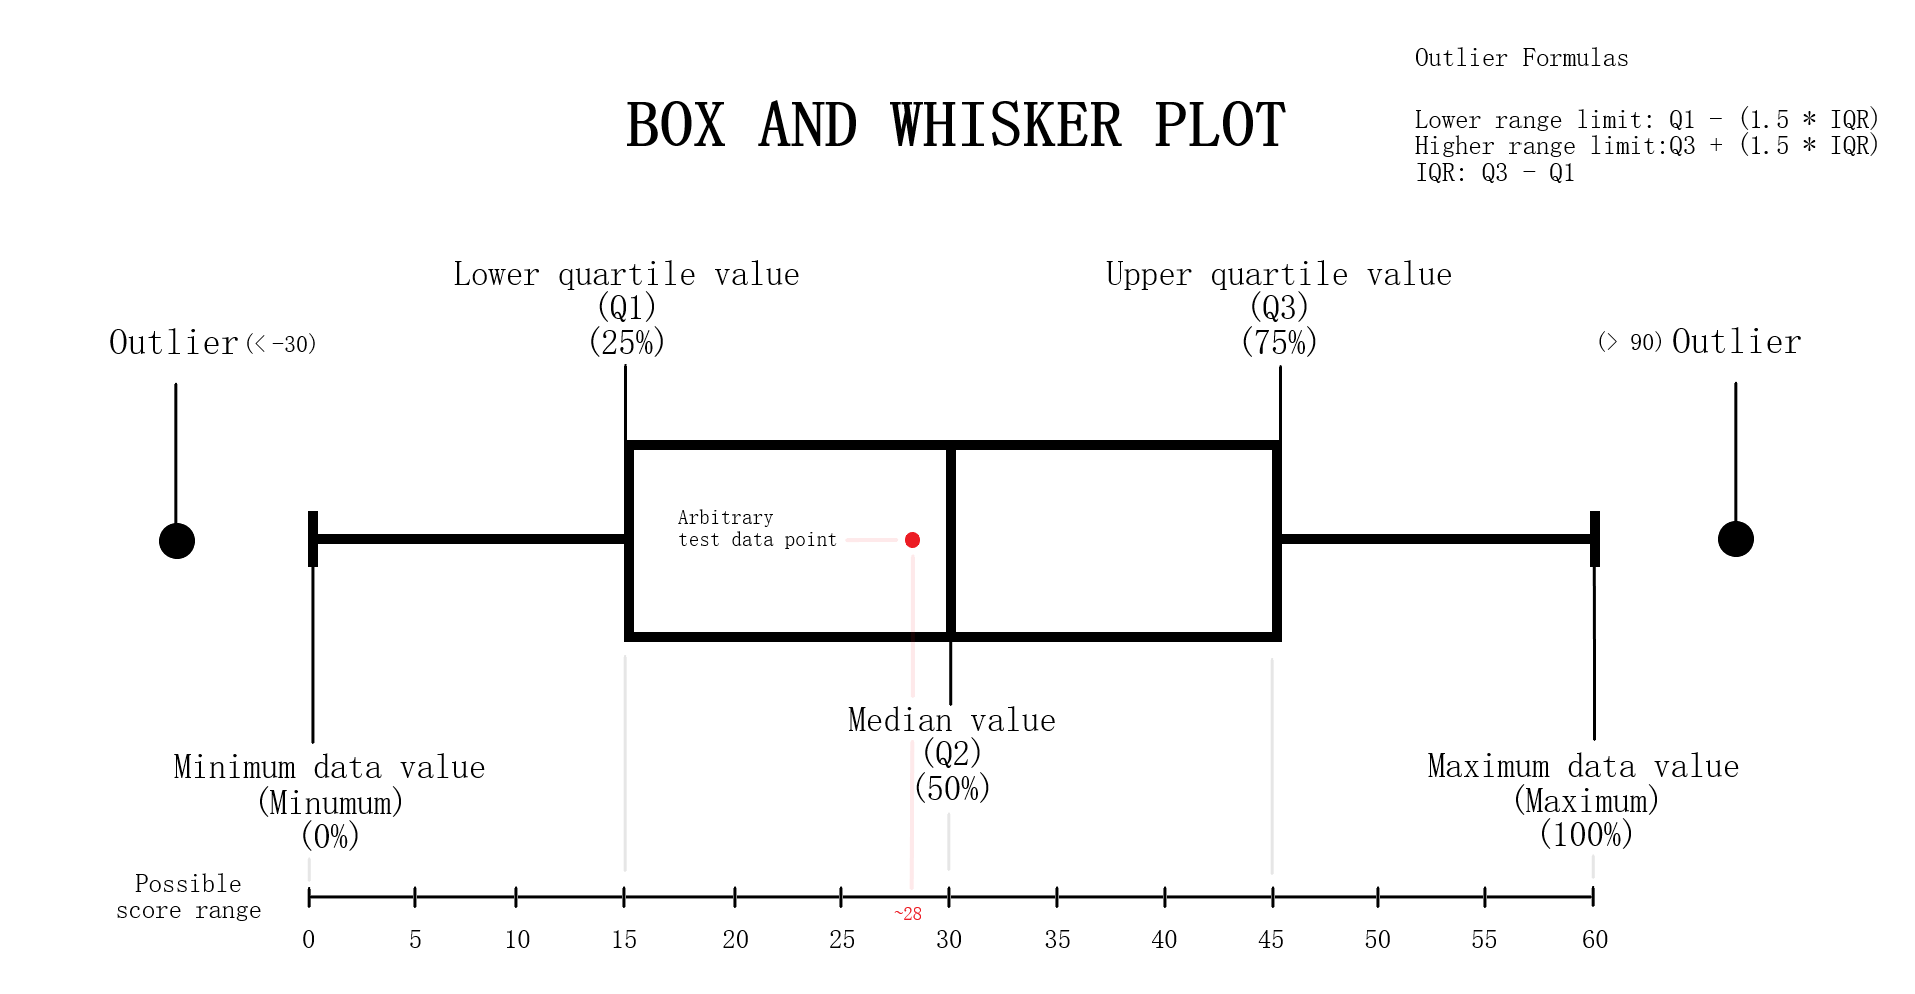 Outlier Formulas
BOX AND WHISKER PLOT
Lower range limit: Q1 - (1.5 * IQR)
Higher range limit:Q3 + (1.5 * IQR)
IQR: Q3 - Q1
Lower quartile value
(Q1)
(25%)
Upper quartile value
(Q3)
(75%)
Outlier (< -30)
(> 90) Outlier
Arbitrary
test data point
Median value
(Q2)
(50%)
Minimum data value
(Minumum)
(0%)
Maximum data value
(Maximum)
(100%)
Possible
score range
~28
0 5 10 15 20 25 30 35 40 45 50 55 60